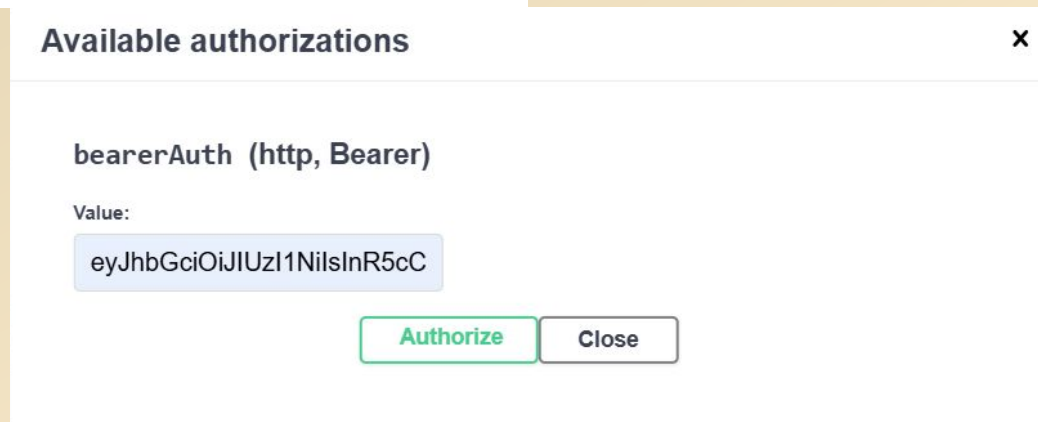 Available authorizations
bearerAuth (http, Bearer)
Value:
eyJhbGciOiJIUzI1NiIsInR5cC
Authorize Close